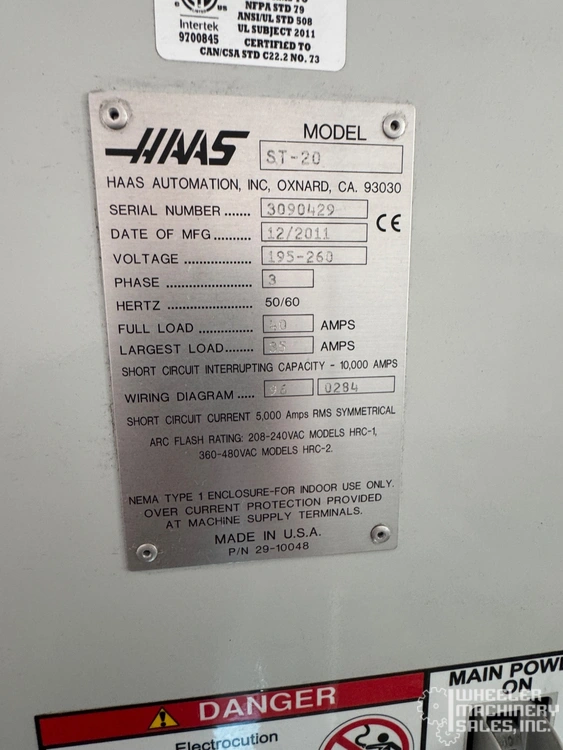 NFPA STD 79
ANSI/UL STD 508
UL SUBJECT 2011
CERTIFIED TO
CAN/CSA STD C22.2 NO. 73
Intertek
9700845
HAAS
MODEL
ST-20
HAAS AUTOMATION, INC, OXNARD, CA. 93030
SERIAL NUMBER ....... 3090429
DATE OF MFG ........... 12/2011
CE
VOLTAGE .................. 195-260
PHASE ...................... 3
HERTZ 50/60
FULL LOAD ............... 40 AMPS
LARGEST LOAD........ AMPS
SHORT CIRCUIT INTERRUPTING CAPACITY - 10,000 AMPS
WIRING DIAGRAM ..... 96 0284
SHORT CIRCUIT CURRENT 5,000 Amps RMS SYMMETRICAL
ARC FLASH RATING: 208-240VAC MODELS HRC-1,
360-480VAC MODELS HRC-2.
NEMA TYPE 1 ENCLOSURE-FOR INDOOR USE ONLY.
OVER CURRENT PROTECTION PROVIDED
AT MACHINE SUPPLY TERMINALS.
MADE IN U.S.A.
P/N 29-10048
DANGER
Electrocution
MAIN POWE
ON
WHEELER
MACHINERY
SALES, INC.